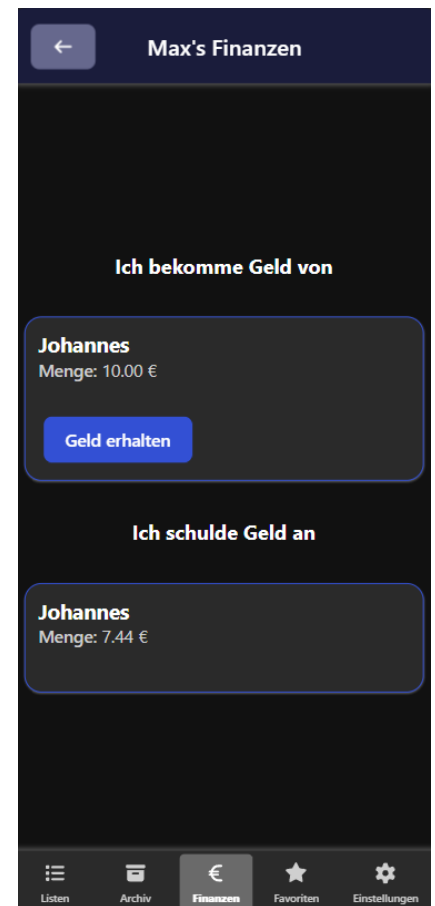 ←
Max's Finanzen
Ich bekomme Geld von
Johannes
Menge: 10.00 €
Geld erhalten
Ich schulde Geld an
Johannes
Menge: 7.44 €
€
Listen Archiv Finanzen Favoriten Einstellungen